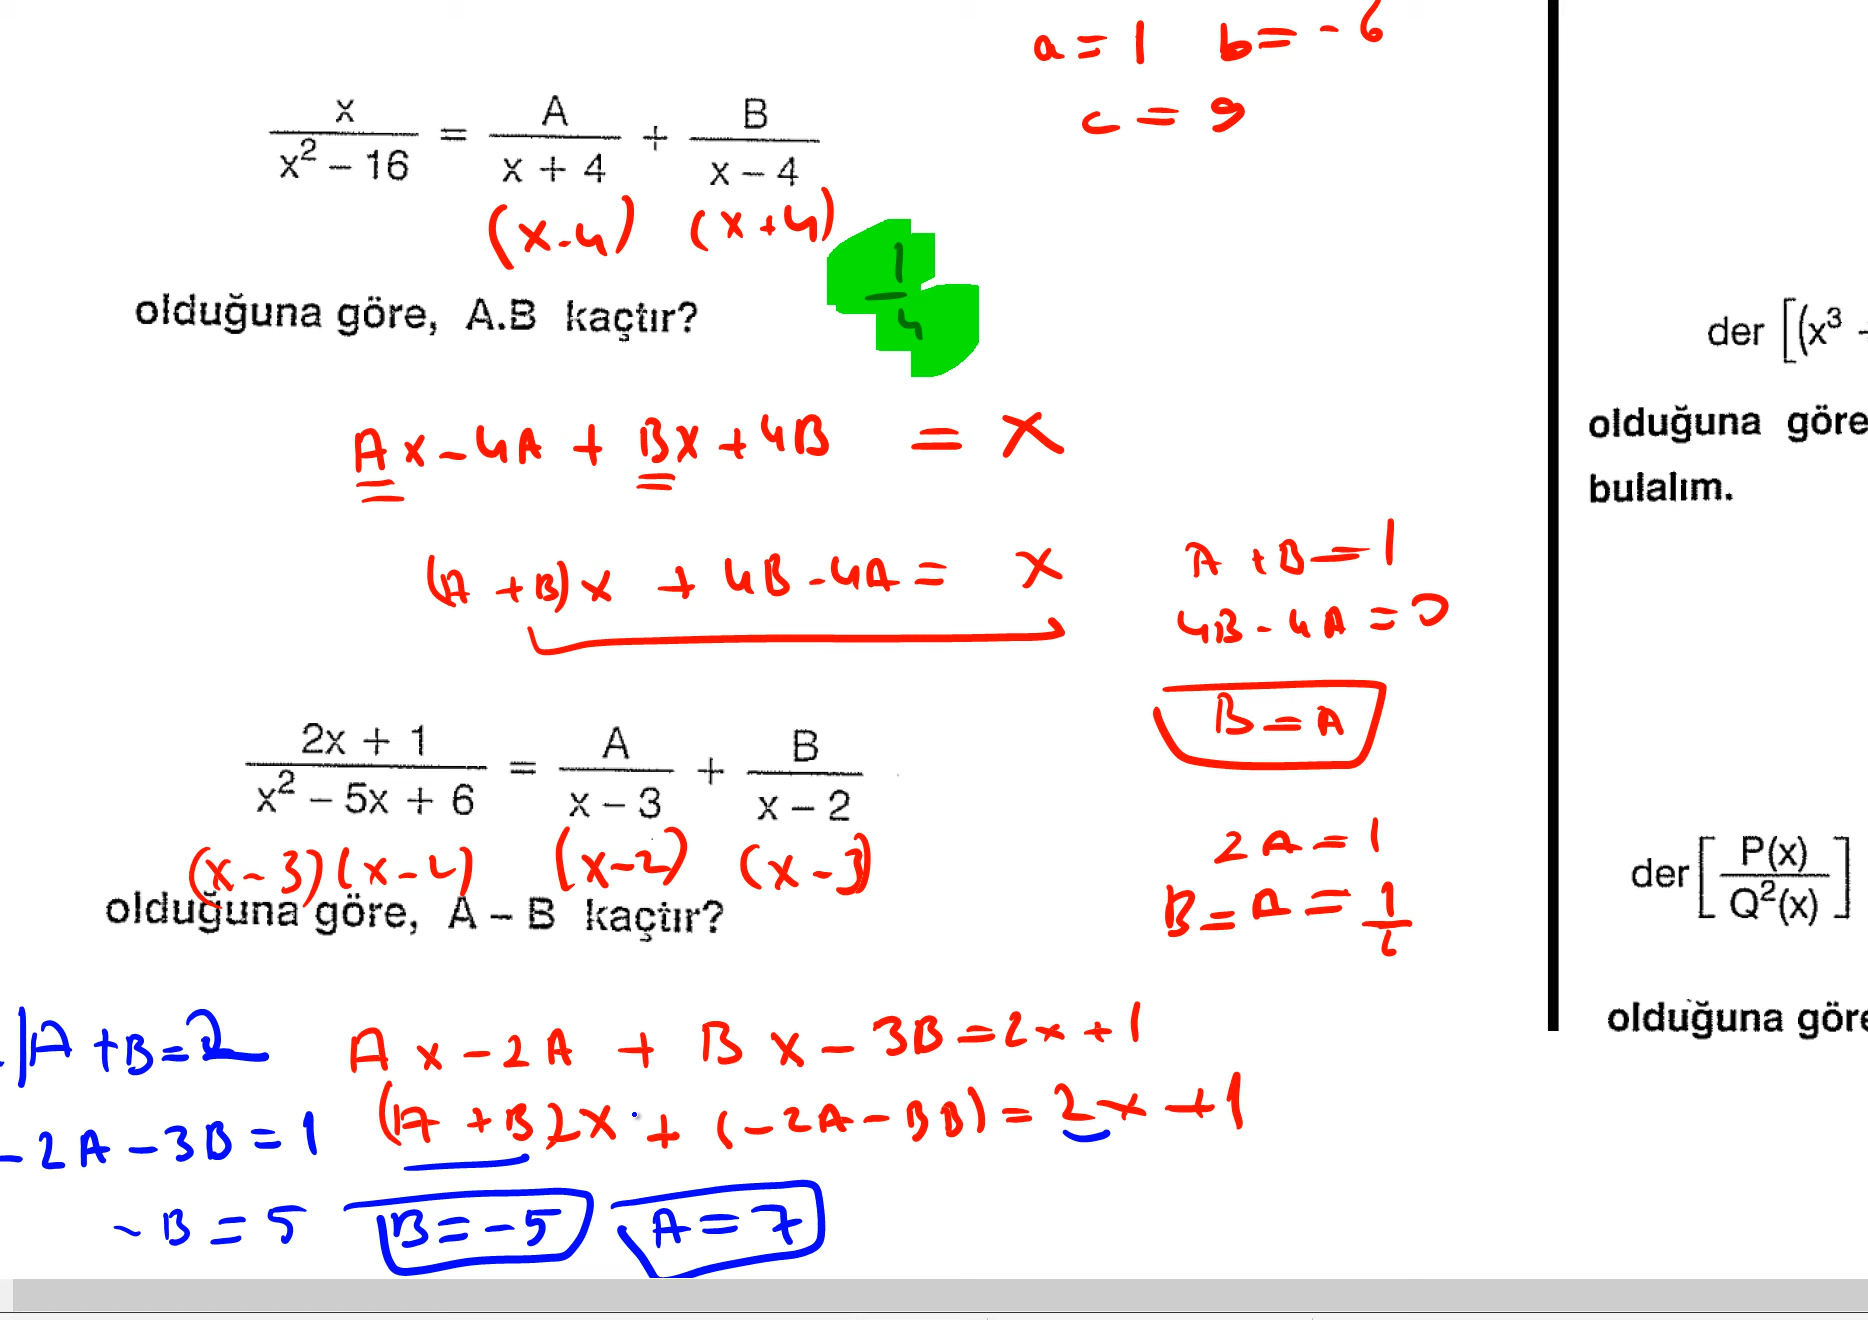 a = 1 b = -6
c = 9
x / (x² - 16) = A / (x + 4) + B / (x - 4)
(x-4) (x+4)
1/4
olduğuna göre, A.B kaçtır?
Ax - 4A + Bx + 4B = x
(A + B)x + 4B - 4A = x
A + B = 1
4B - 4A = 0
B = A
2A = 1
B = A = 1/2
(2x + 1) / (x² - 5x + 6) = A / (x - 3) + B / (x - 2)
(x-3)(x-2) (x-2) (x-3)
olduğuna göre, A - B kaçtır?
A + B = 2
Ax - 2A + Bx - 3B = 2x + 1
-2A - 3B = 1
(A + B)x + (-2A - 3B) = 2x + 1
-B = 5 B = -5 A = 7
der [(x³
olduğuna göre
bulalım.
der [P(x) / Q²(x)]
olduğuna göre